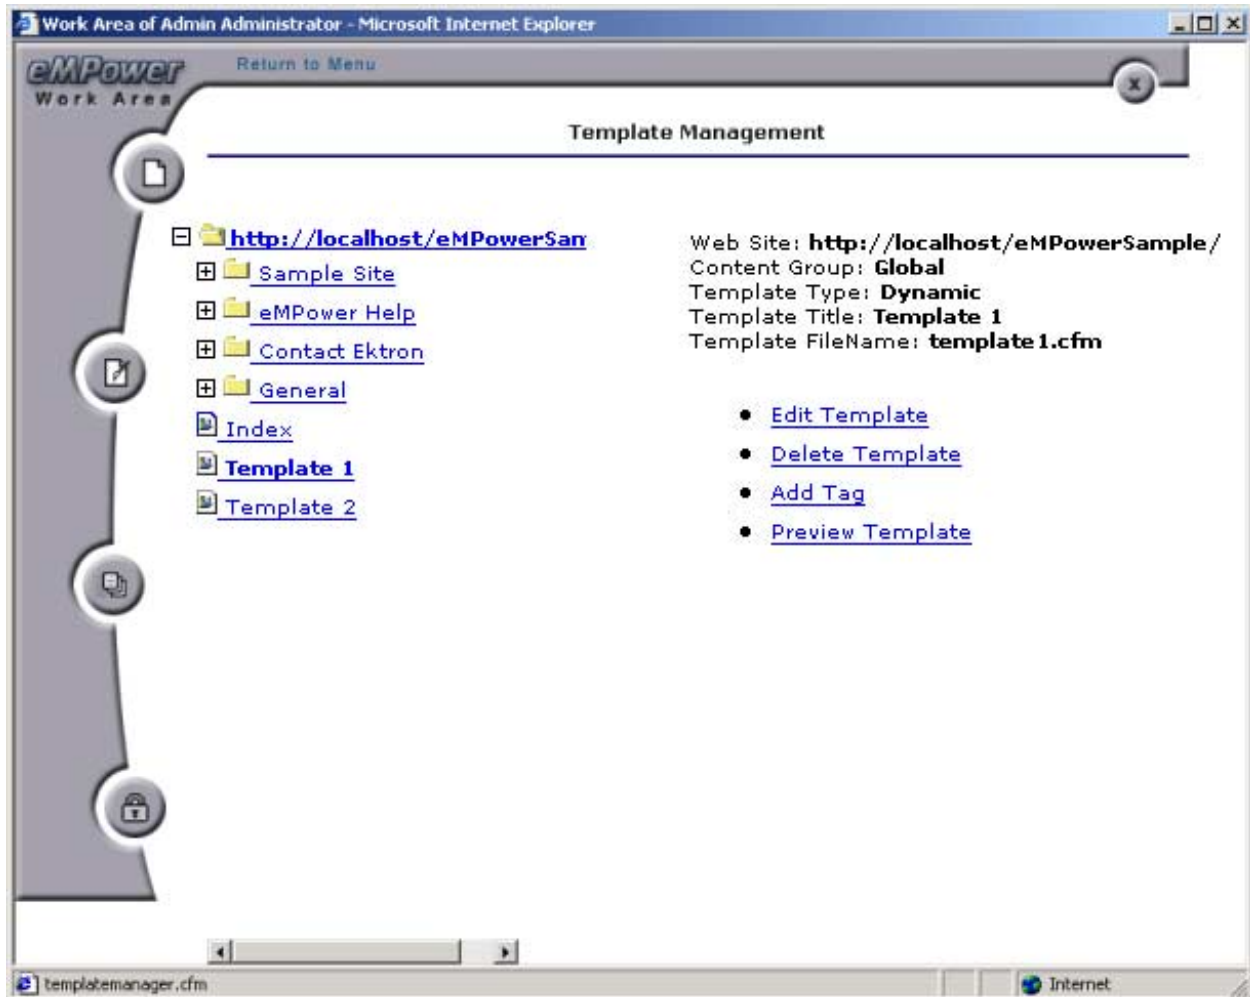 Work Area of Admin Administrator - Microsoft Internet Explorer
eMPower
Return to Menu
Work Area
x
Template Management
http://localhost/eMPowerSam
Sample Site
eMPower Help
Contact Ektron
General
Index
Template 1
Template 2
Web Site: http://localhost/eMPowerSample/
Content Group: Global
Template Type: Dynamic
Template Title: Template 1
Template FileName: template1.cfm
• Edit Template
• Delete Template
• Add Tag
• Preview Template
templatemanager.cfm
Internet